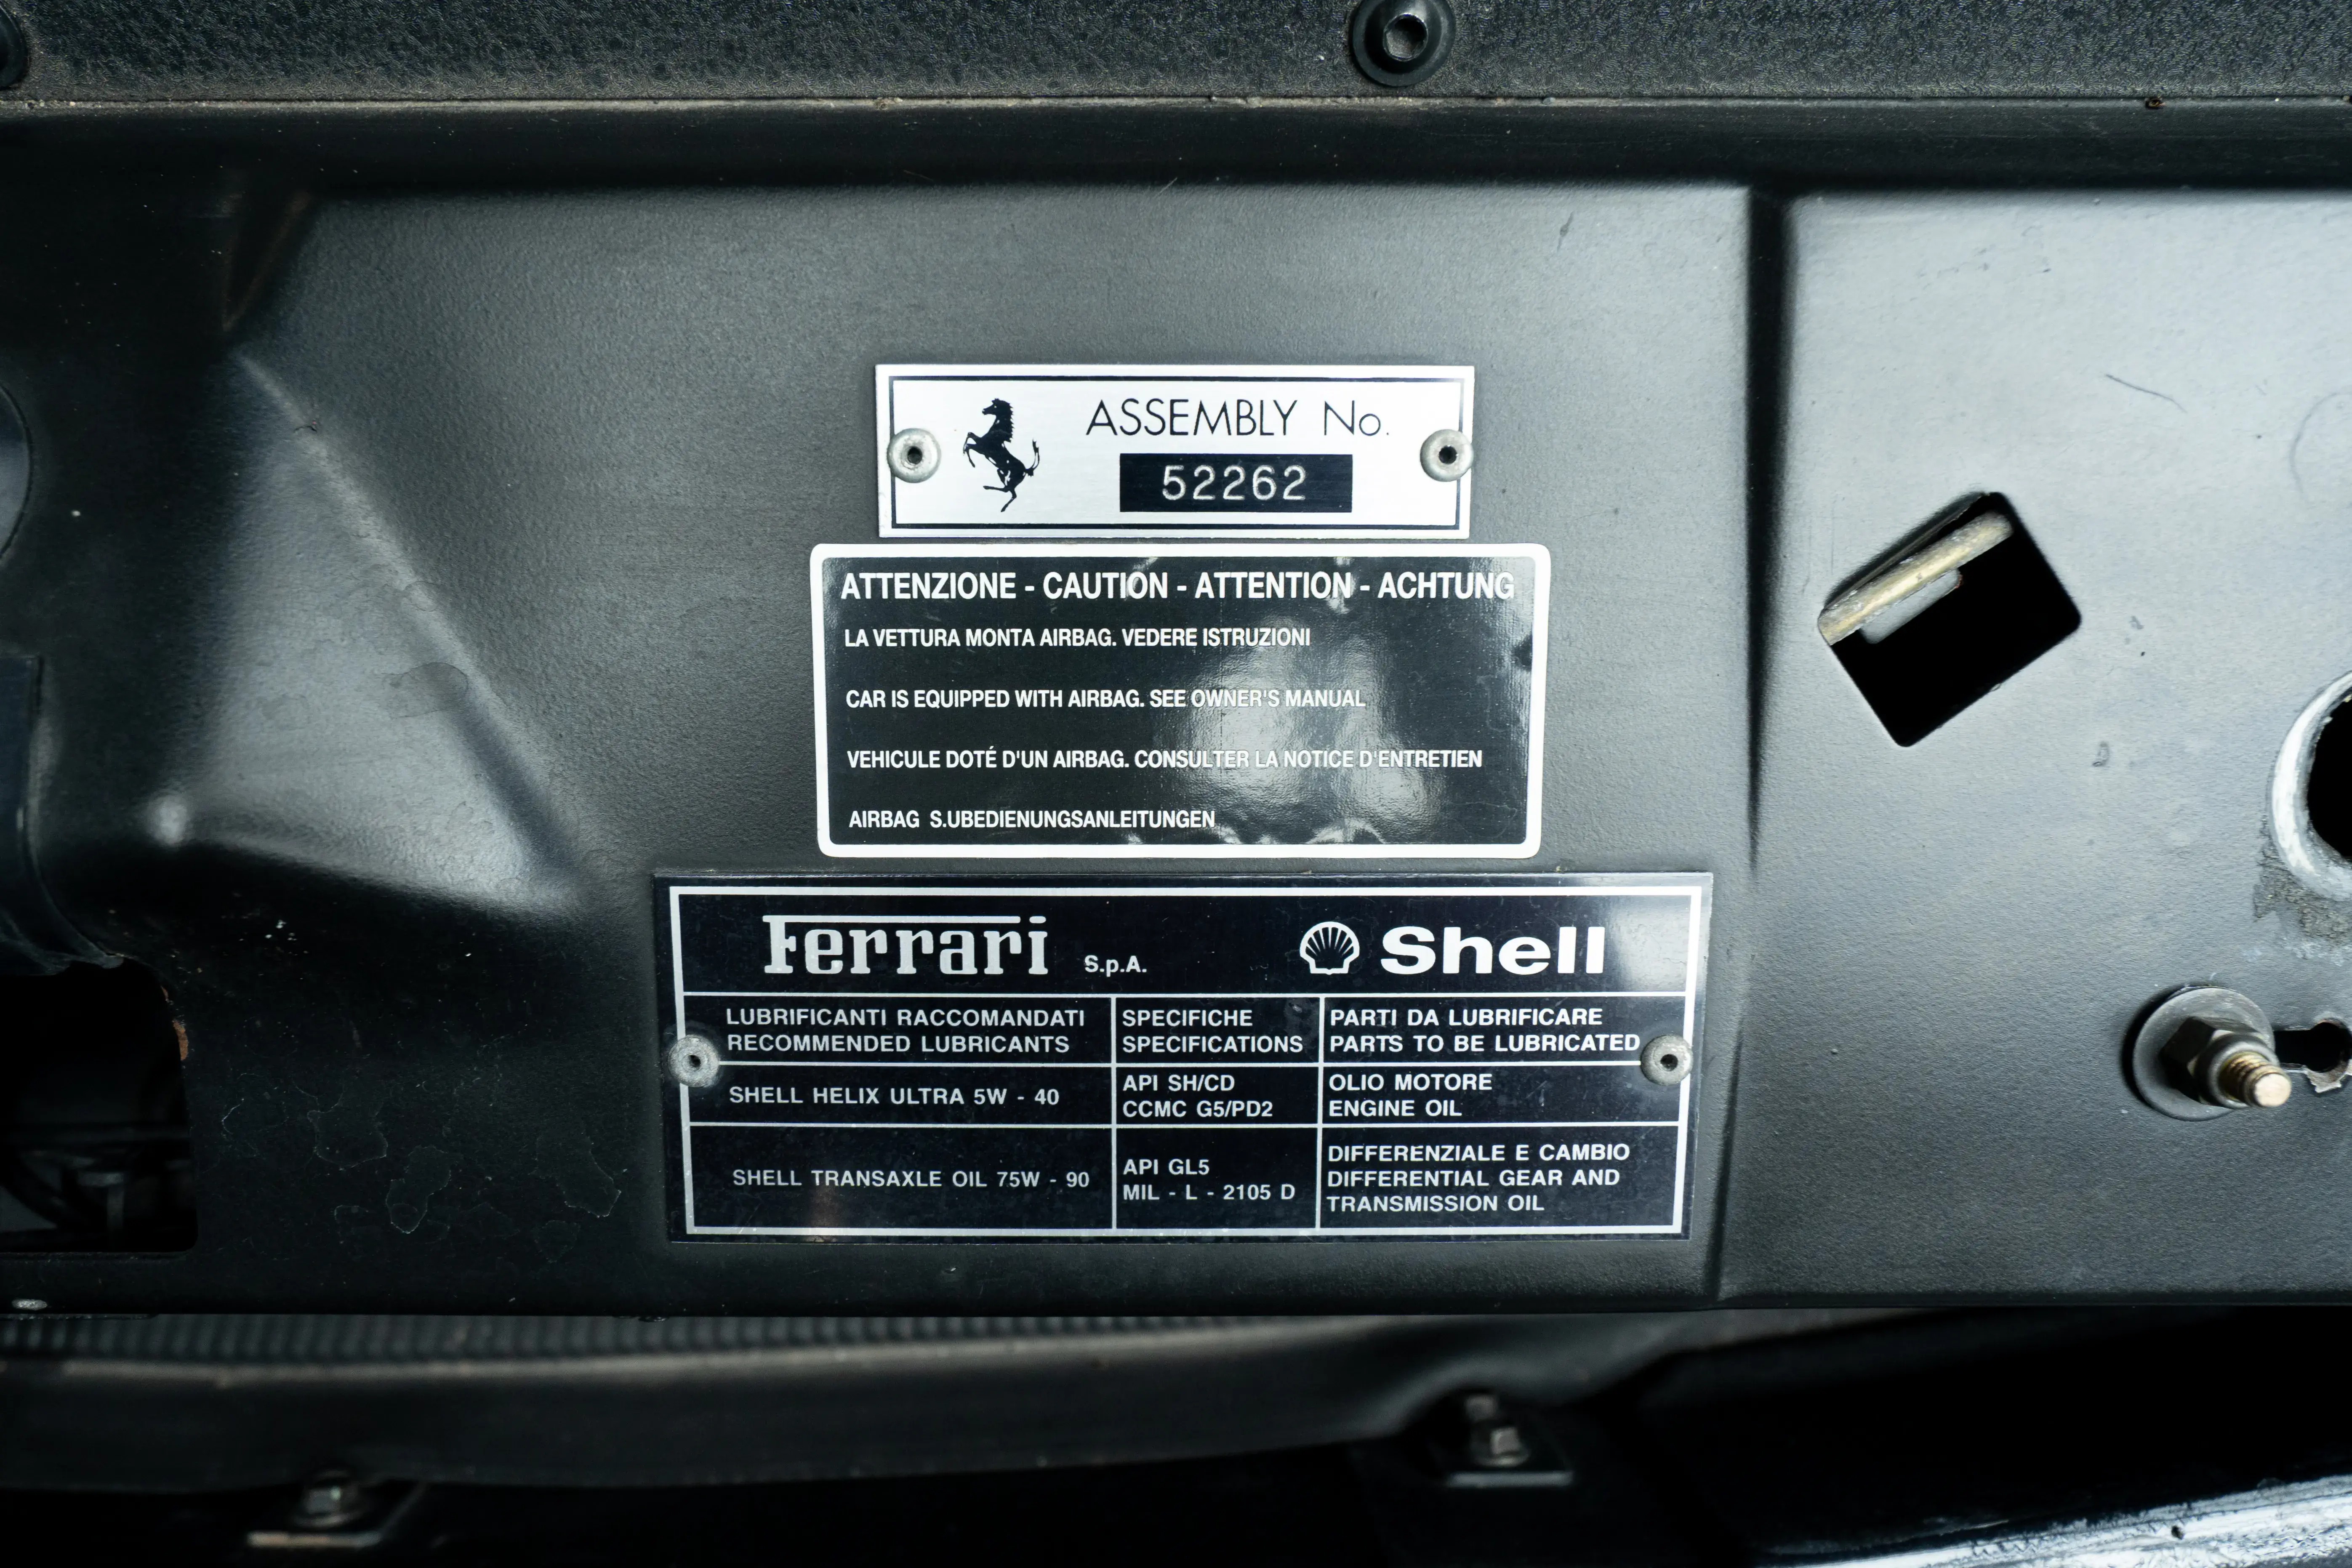 ASSEMBLY No.
52262
ATTENZIONE - CAUTION - ATTENTION - ACHTUNG
LA VETTURA MONTA AIRBAG. VEDERE ISTRUZIONI
CAR IS EQUIPPED WITH AIRBAG. SEE OWNER'S MANUAL
VEHICULE DOTÉ D'UN AIRBAG. CONSULTER LA NOTICE D'ENTRETIEN
AIRBAG S.UBEDIENUNGSANLEITUNGEN
Ferrari S.p.A. Shell
LUBRIFICANTI RACCOMANDATI
RECOMMENDED LUBRICANTS
SPECIFICHE
SPECIFICATIONS
PARTI DA LUBRIFICARE
PARTS TO BE LUBRICATED
SHELL HELIX ULTRA 5W - 40
API SH/CD
CCMC G5/PD2
OLIO MOTORE
ENGINE OIL
SHELL TRANSAXLE OIL 75W - 90
API GL5
MIL - L - 2105 D
DIFFERENZIALE E CAMBIO
DIFFERENTIAL GEAR AND
TRANSMISSION OIL